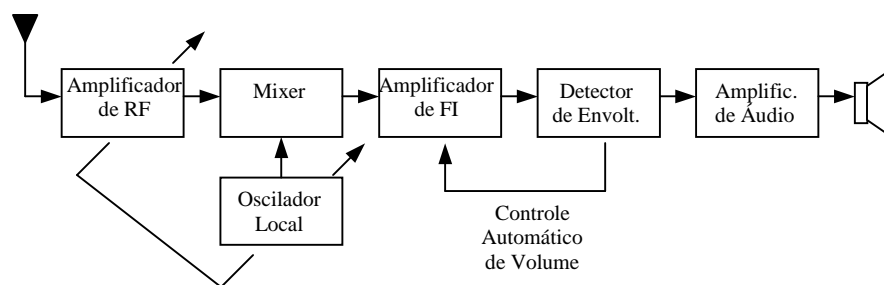 Amplificador
de RF
Mixer
Amplificador
de FI
Detector
de Envolt.
Amplific.
de Áudio
Oscilador
Local
Controle
Automático
de Volume